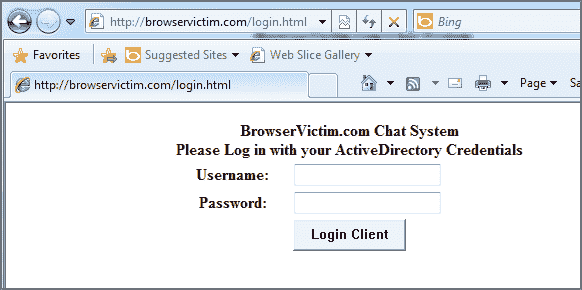 http://browservictim.com/login.html
Bing
Favorites
Suggested Sites
Web Slice Gallery
http://browservictim.com/login.html
Page
Sa
BrowserVictim.com Chat System
Please Log in with your ActiveDirectory Credentials
Username:
Password:
Login Client